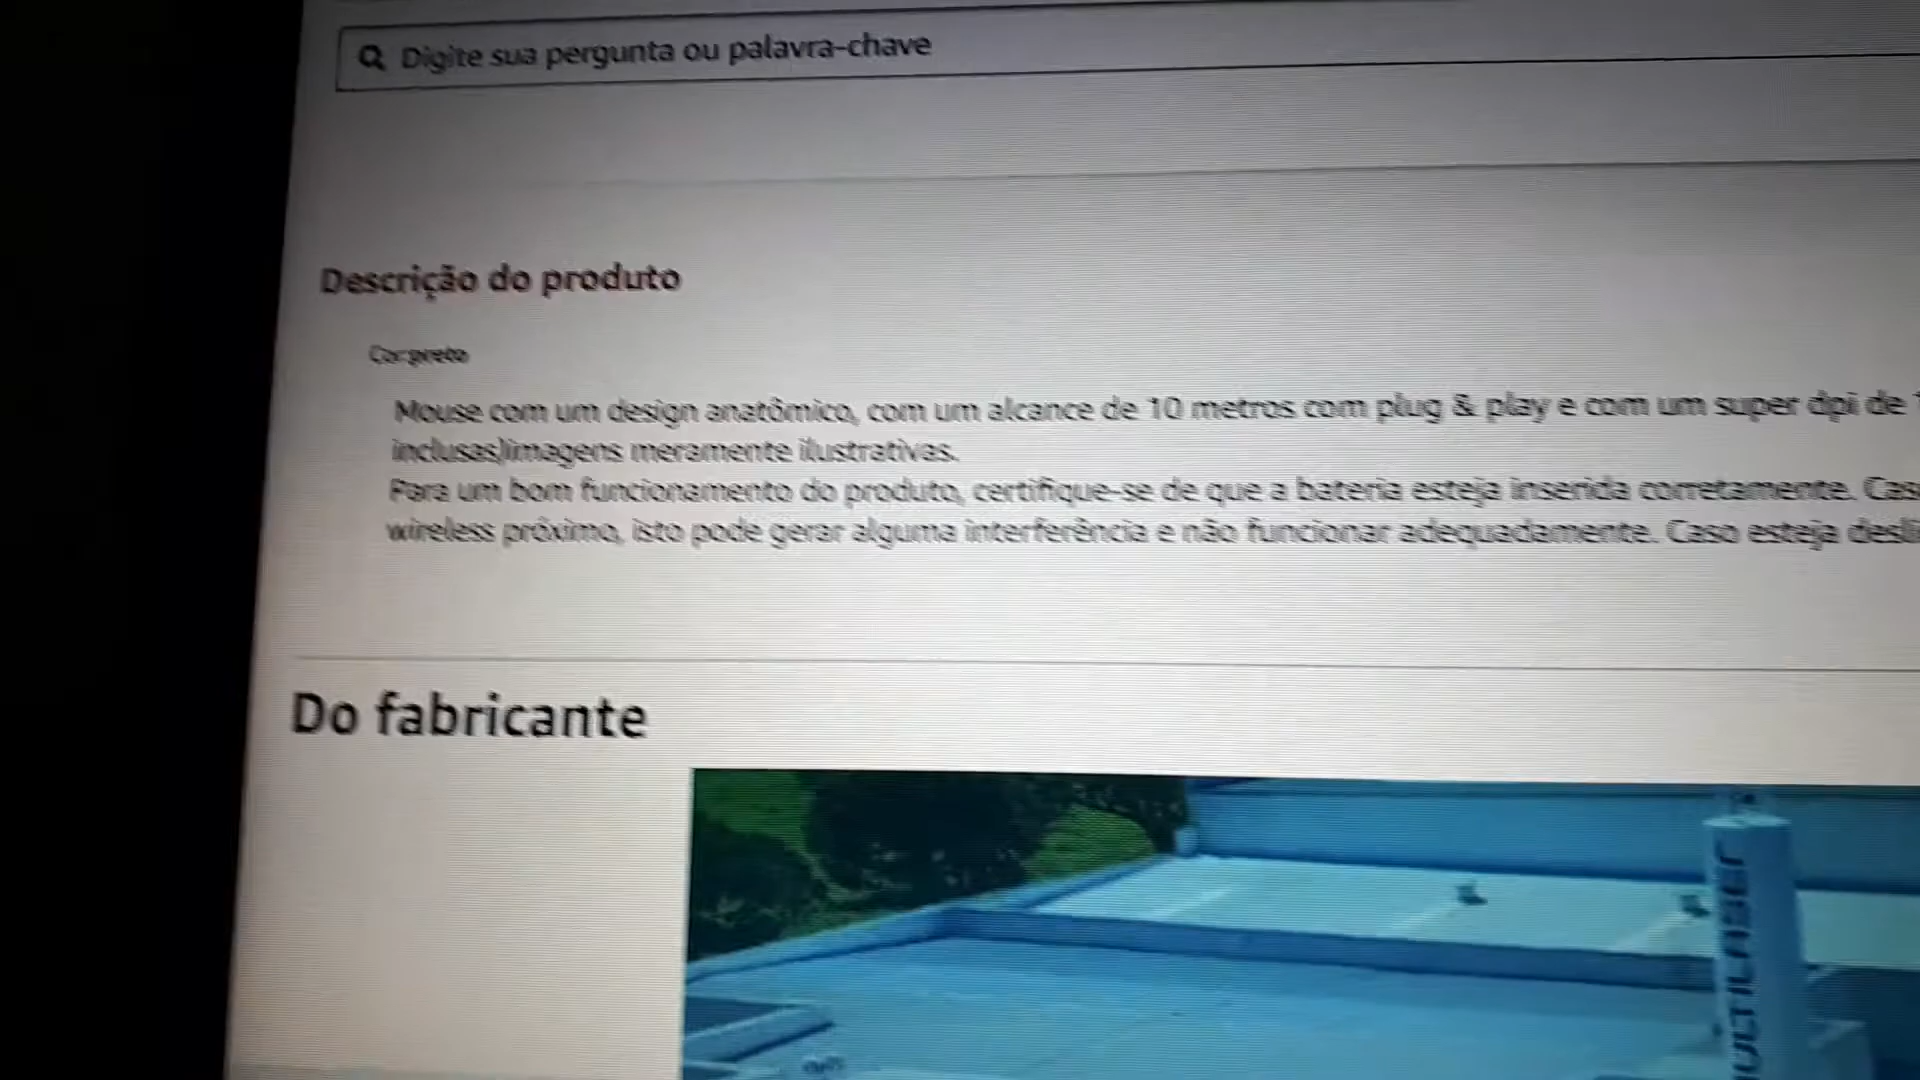 Digite sua pergunta ou palavra-chave
Descrição do produto
Cor:preto
Mouse com um design anatômico, com um alcance de 10 metros com plug & play e com um super dpi de
inclusas)imagens meramente ilustrativas.
Para um bom funcionamento do produto, certifique-se de que a bateria esteja inserida corretamente. Cas
wireless próximo, isto pode gerar alguma interferência e não funcionar adequadamente. Caso esteja desli
Do fabricante
ULTILASER